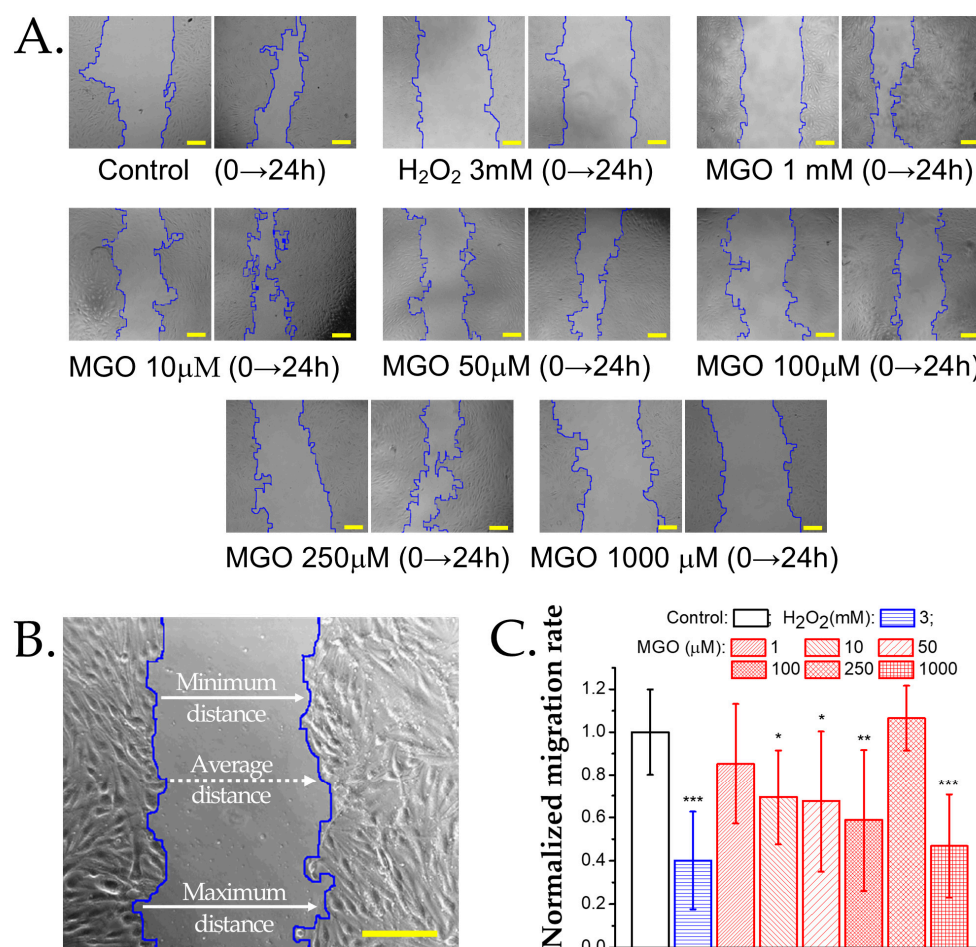 A.
Control (0→24h)
H₂O₂ 3mM (0→24h)
MGO 1 mM (0→24h)
MGO 10μM (0→24h)
MGO 50μM (0→24h)
MGO 100μM (0→24h)
MGO 250μM (0→24h)
MGO 1000 μM (0→24h)
B.
Minimum
distance
Average
distance
Maximum
distance
C.
Control: ; H₂O₂(mM): 3;
MGO (μM): 1 10 50
100 250 1000
Normalized migration rate
1.2
1.0
0.8
0.6
0.4
0.2
0.0
***
*
*
**
***